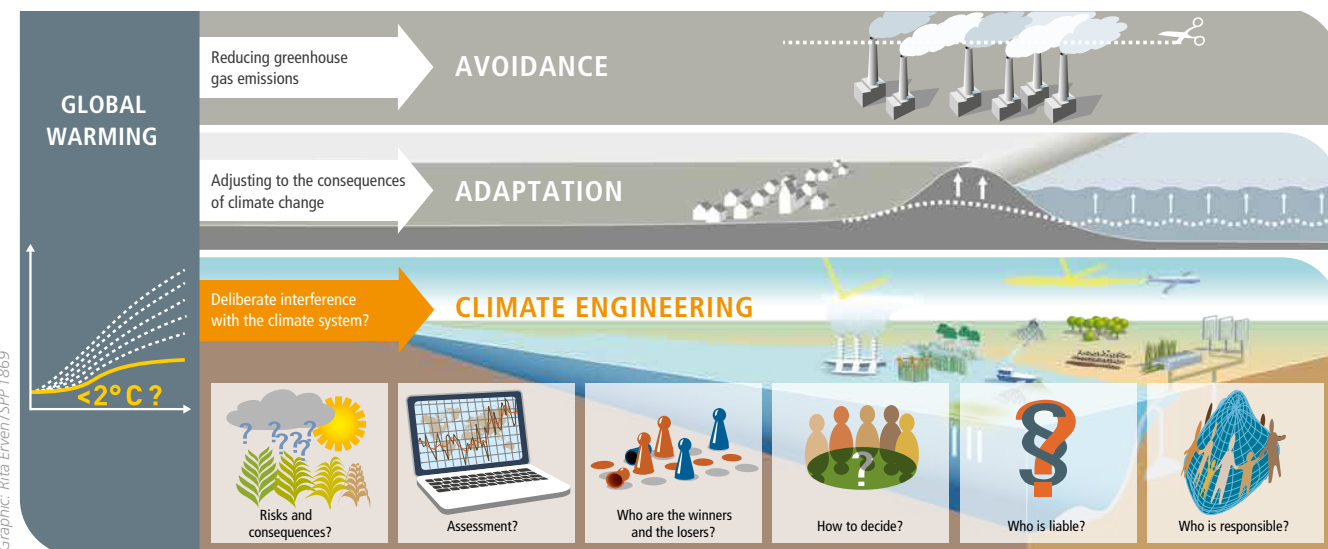 GLOBAL
WARMING
<2° C ?
Reducing greenhouse
gas emissions
AVOIDANCE
Adjusting to the consequences
of climate change
ADAPTATION
Deliberate interference
with the climate system?
CLIMATE ENGINEERING
? ? ? ? ?
Risks and
consequences?
Assessment?
Who are the winners
and the losers?
?
How to decide?
§ ?
Who is liable?
Who is responsible?
Graphic: Rita Erven/SPP 1869